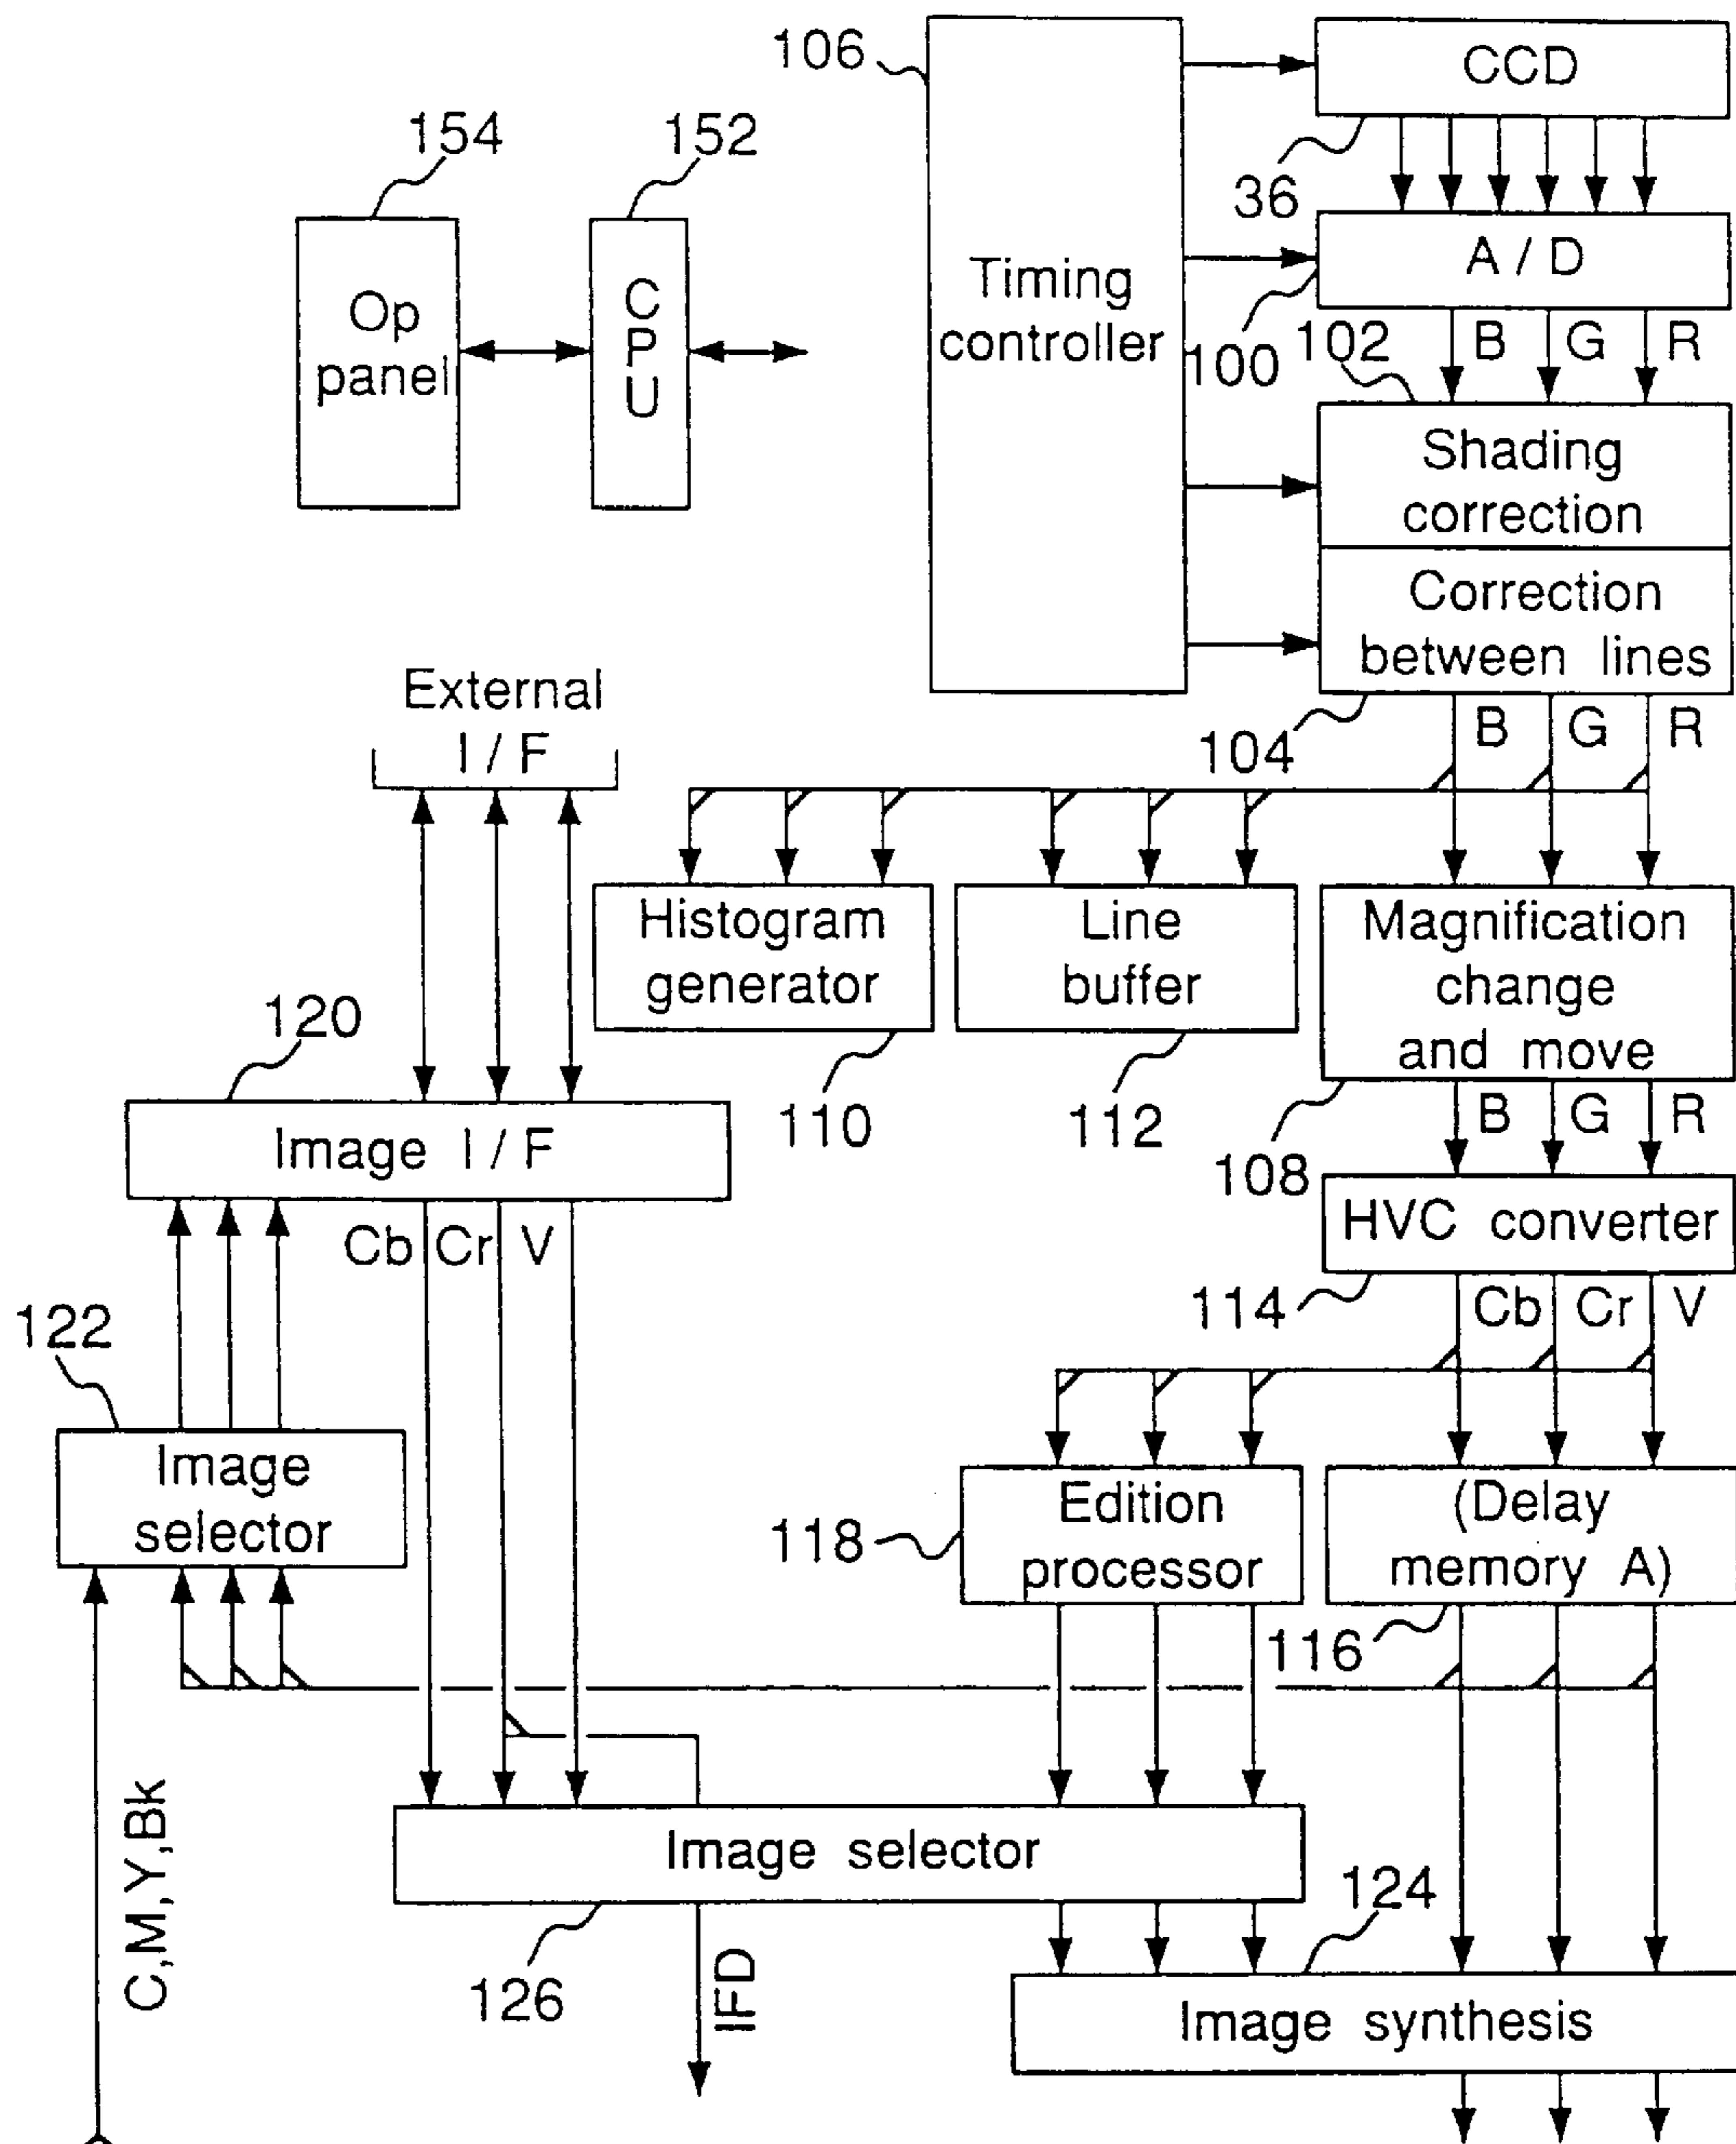 106
CCD
154
152
36
Op
panel
C
P
U
Timing
controller
A / D
100
102
B
G
R
Shading
correction
Correction
between lines
External
I / F
104
B
G
R
Histogram
generator
Line
buffer
Magnification
change
and move
120
110
112
B
G
R
108
Image I / F
HVC converter
Cb
Cr
V
114
Cb
Cr
V
122
Image
selector
118
Edition
processor
(Delay
memory A)
116
C,M,Y,Bk
Image selector
124
126
IFD
Image synthesis